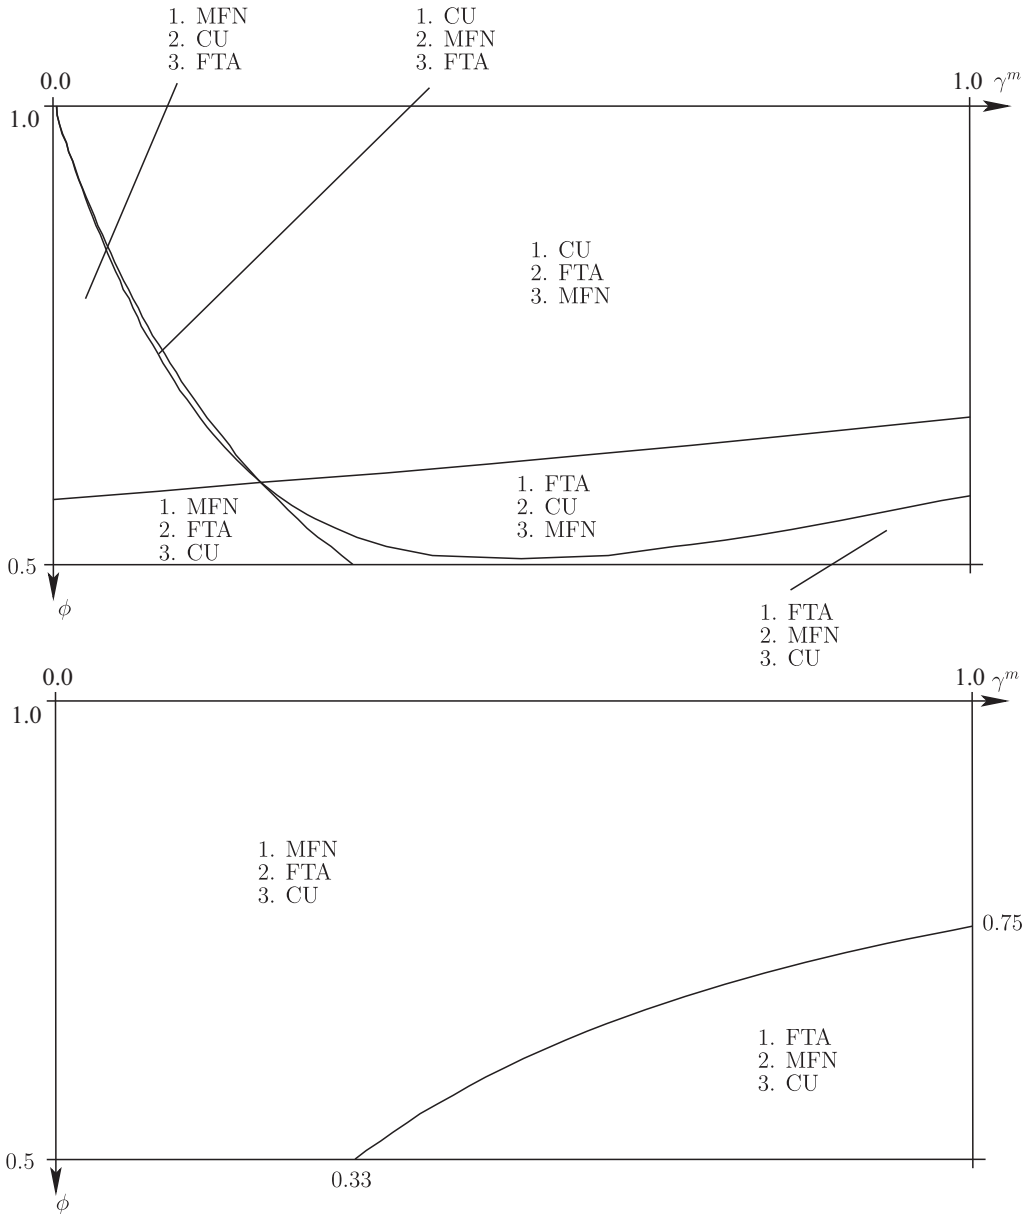 1. MFN
2. CU
3. FTA
1. CU
2. MFN
3. FTA
0.0
1.0 γᵐ
1.0
1. CU
2. FTA
3. MFN
1. FTA
2. CU
3. MFN
1. MFN
2. FTA
3. CU
0.5
ϕ
1. FTA
2. MFN
3. CU
0.0
1.0 γᵐ
1.0
1. MFN
2. FTA
3. CU
0.75
1. FTA
2. MFN
3. CU
0.5
0.33
ϕ